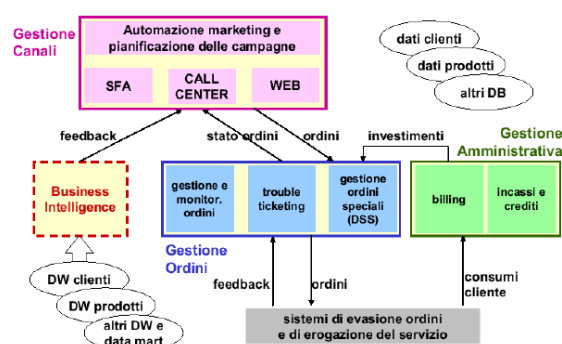 Gestione
Canali
Automazione marketing e
pianificazione delle campagne
SFA
CALL
CENTER
WEB
dati clienti
dati prodotti
altri DB
feedback
stato ordini
ordini
investimenti
Gestione
Amministrativa
Business
Intelligence
gestione e
monitor.
ordini
trouble
ticketing
gestione
ordini
speciali
(DSS)
billing
incassi e
crediti
Gestione
Ordini
DW clienti
DW prodotti
altri DW e
data mart
feedback
ordini
consumi
cliente
sistemi di evasione ordini
e di erogazione del servizio